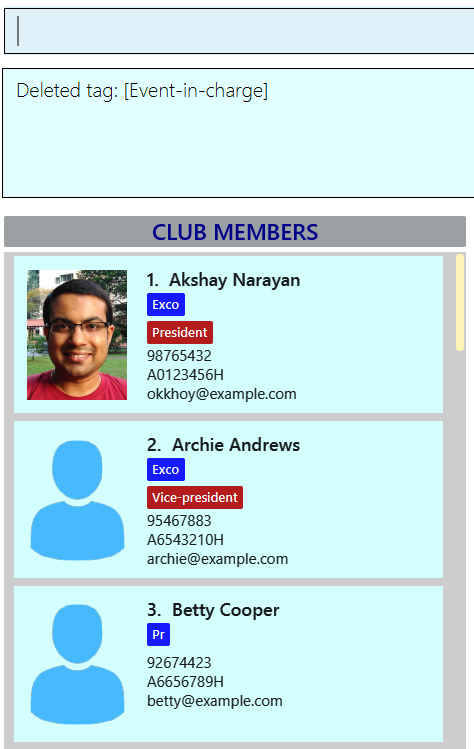 Deleted tag: [Event-in-charge]
CLUB MEMBERS
1. Akshay Narayan
Exco
President
98765432
A0123456H
okkhoy@example.com
2. Archie Andrews
Exco
Vice-president
95467883
A6543210H
archie@example.com
3. Betty Cooper
Pr
92674423
A6656789H
betty@example.com